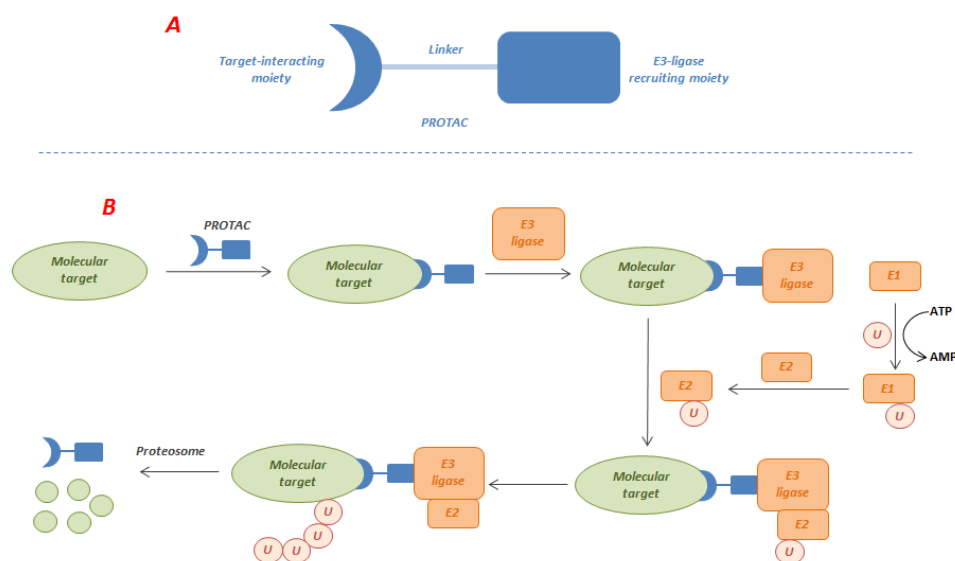 A
Target-interacting
moiety
Linker
E3-ligase
recruiting moiety
PROTAC
B
PROTAC
Molecular
target
Molecular
target
E3
ligase
Molecular
target
E3
ligase
E1
U
ATP
AMP
E1
U
E2
E2
U
Molecular
target
E3
ligase
E2
U
Molecular
target
E3
ligase
E2
U
U
U
U
Proteosome